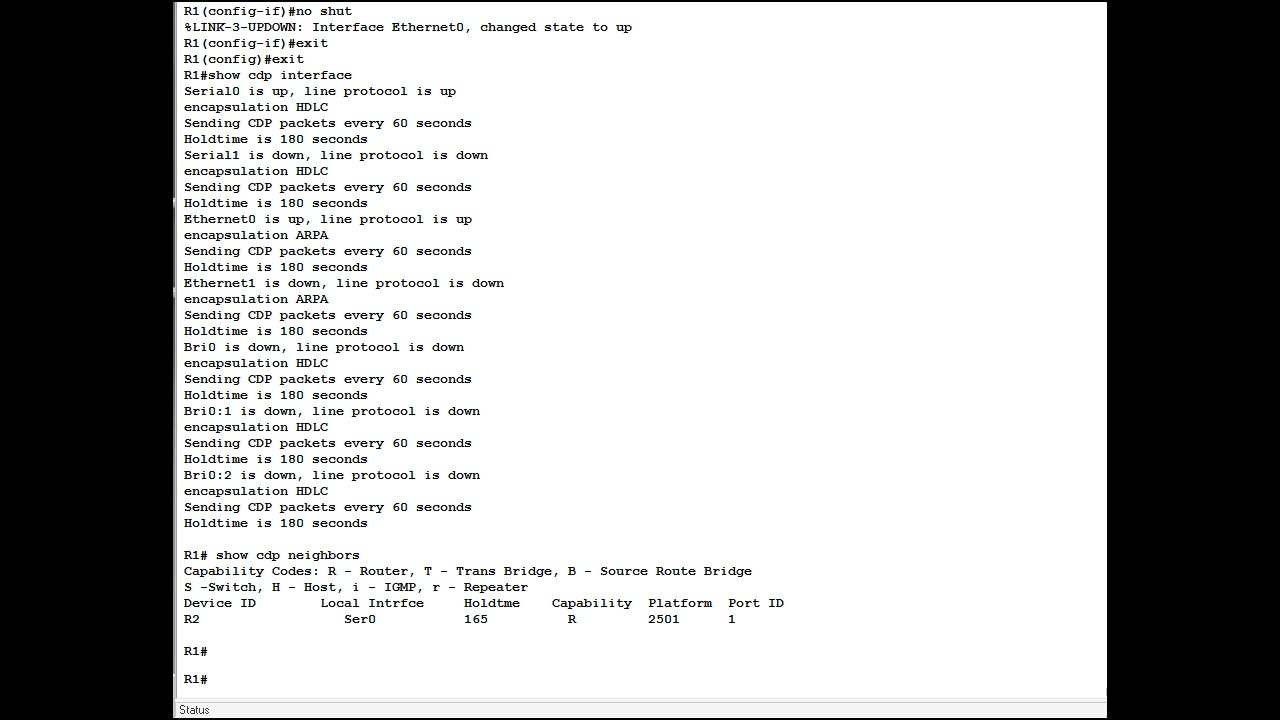 R1(config-if)#no shut
%LINK-3-UPDOWN: Interface Ethernet0, changed state to up
R1(config-if)#exit
R1(config)#exit
R1#show cdp interface
Serial0 is up, line protocol is up
encapsulation HDLC
Sending CDP packets every 60 seconds
Holdtime is 180 seconds
Serial1 is down, line protocol is down
encapsulation HDLC
Sending CDP packets every 60 seconds
Holdtime is 180 seconds
Ethernet0 is up, line protocol is up
encapsulation ARPA
Sending CDP packets every 60 seconds
Holdtime is 180 seconds
Ethernet1 is down, line protocol is down
encapsulation ARPA
Sending CDP packets every 60 seconds
Holdtime is 180 seconds
Bri0 is down, line protocol is down
encapsulation HDLC
Sending CDP packets every 60 seconds
Holdtime is 180 seconds
Bri0:1 is down, line protocol is down
encapsulation HDLC
Sending CDP packets every 60 seconds
Holdtime is 180 seconds
Bri0:2 is down, line protocol is down
encapsulation HDLC
Sending CDP packets every 60 seconds
Holdtime is 180 seconds
R1# show cdp neighbors
Capability Codes: R - Router, T - Trans Bridge, B - Source Route Bridge
S -Switch, H - Host, i - IGMP, r - Repeater
Device ID        Local Intrfce     Holdtme    Capability  Platform  Port ID
R2                  Ser0           165          R         2501      1
R1#
R1#
Status